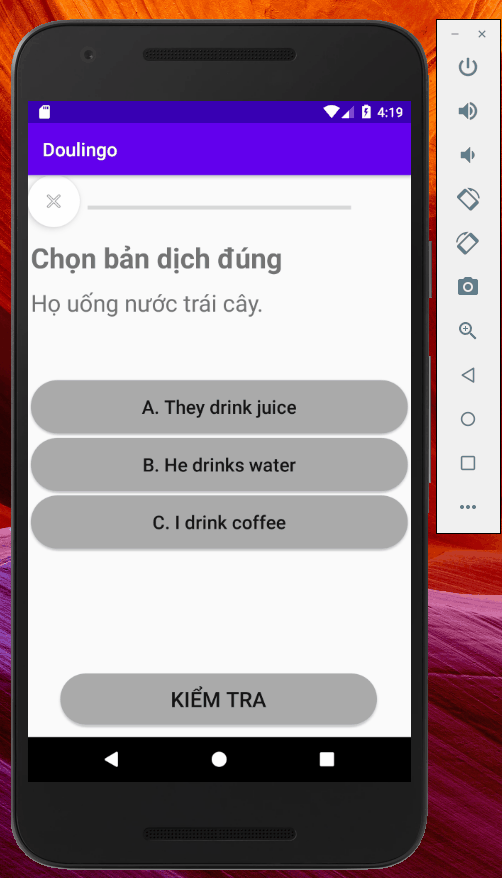 4:19
Doulingo
Chọn bản dịch đúng
Họ uống nước trái cây.
A. They drink juice
B. He drinks water
C. I drink coffee
KIỂM TRA